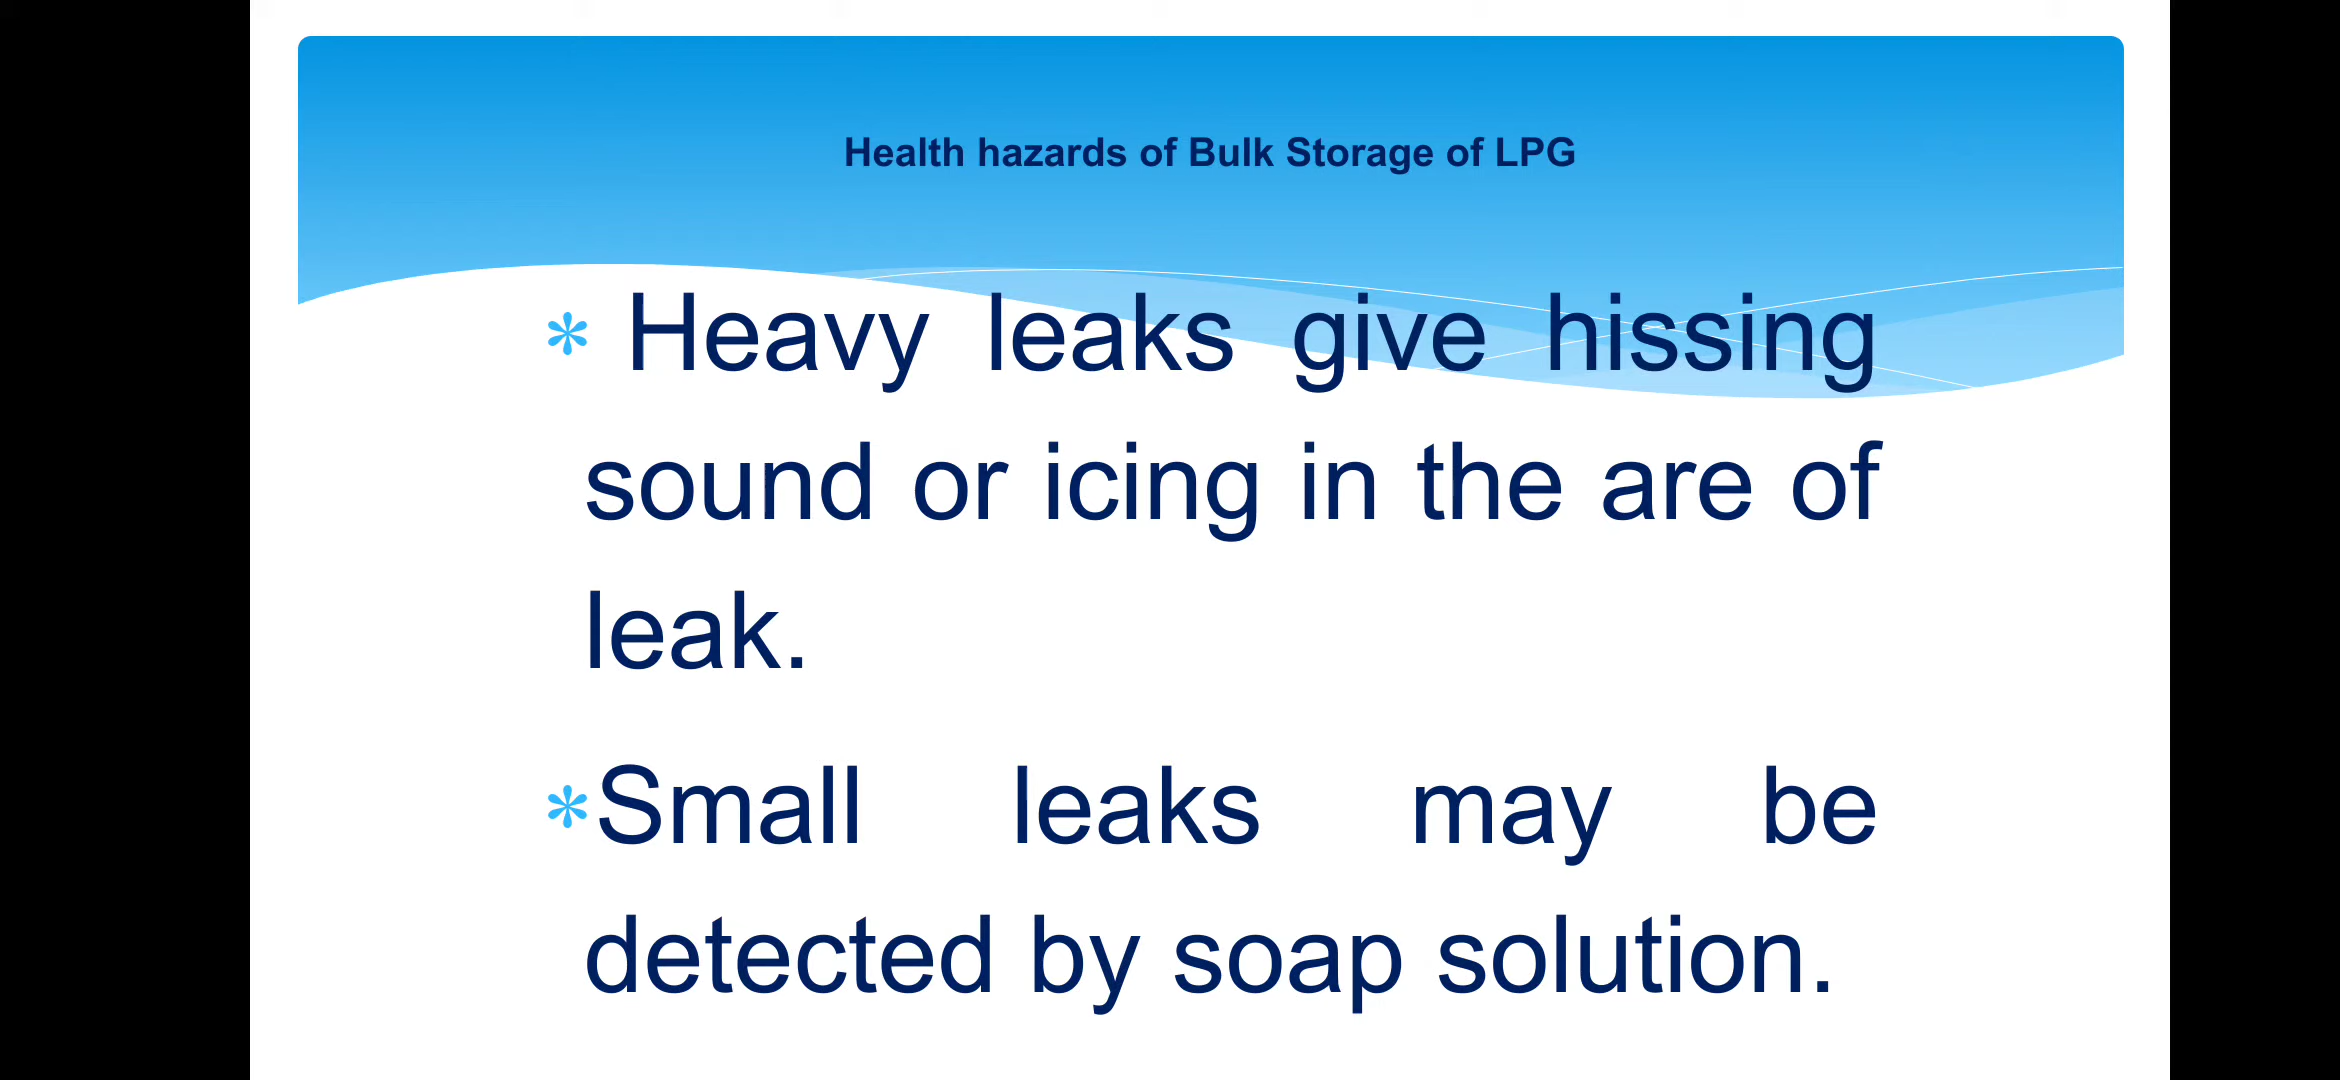 Health hazards of Bulk Storage of LPG
* Heavy leaks give hissing
sound or icing in the are of
leak.
*Small leaks may be
detected by soap solution.